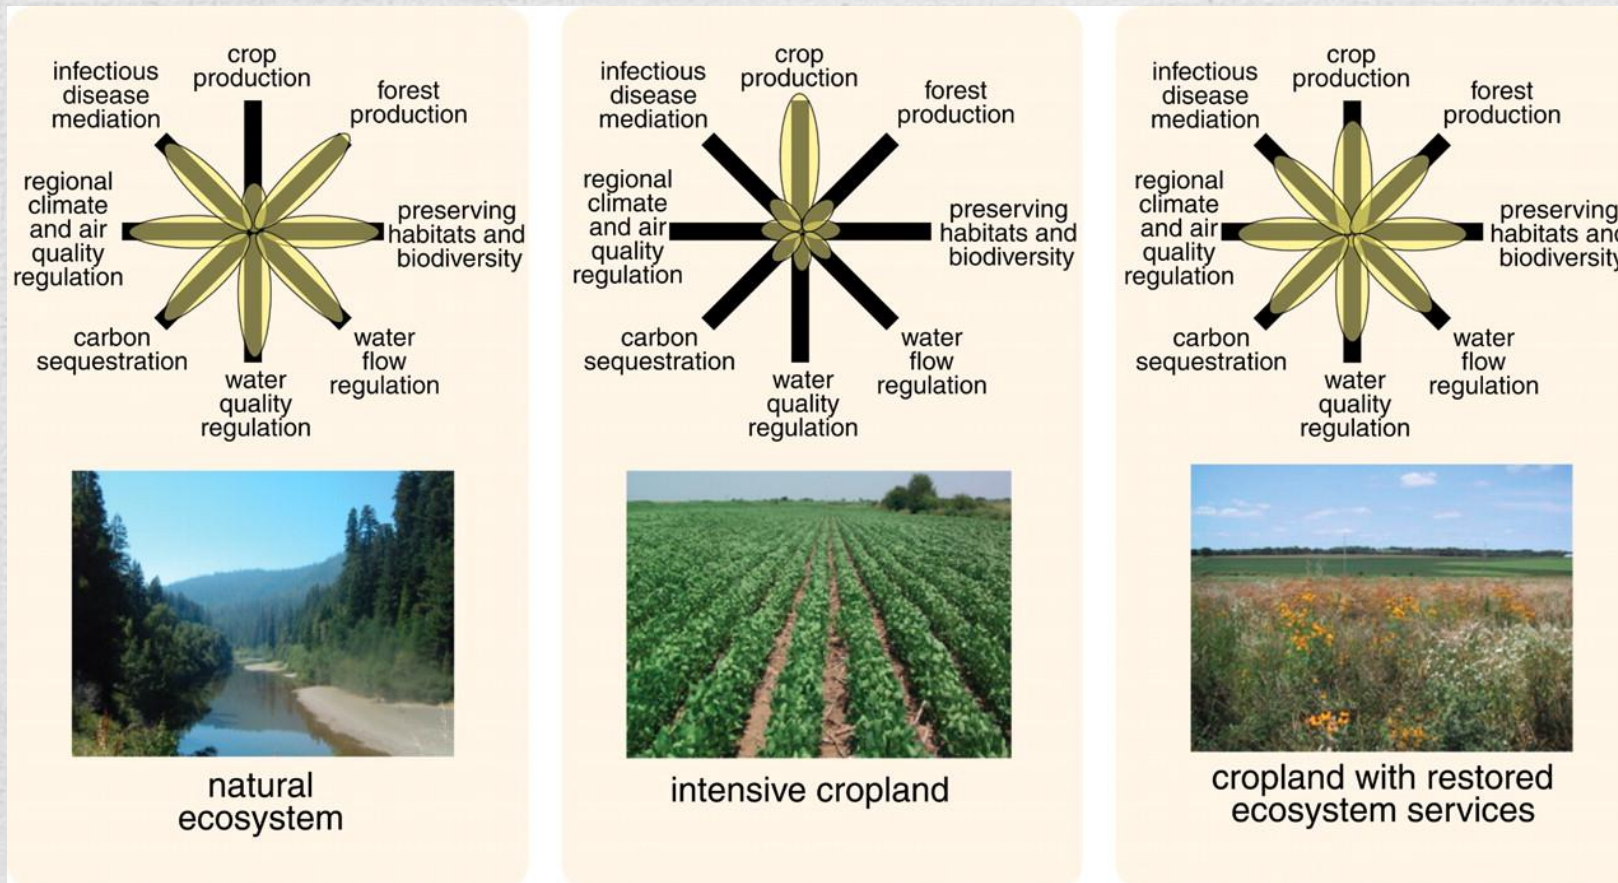 crop
production
infectious
disease
mediation
forest
production
regional
climate
and air
quality
regulation
preserving
habitats and
biodiversity
carbon
sequestration
water
flow
regulation
water
quality
regulation
natural
ecosystem
crop
production
infectious
disease
mediation
forest
production
regional
climate
and air
quality
regulation
preserving
habitats and
biodiversity
carbon
sequestration
water
flow
regulation
water
quality
regulation
intensive cropland
crop
production
infectious
disease
mediation
forest
production
regional
climate
and air
quality
regulation
preserving
habitats and
biodiversity
carbon
sequestration
water
flow
regulation
water
quality
regulation
cropland with restored
ecosystem services